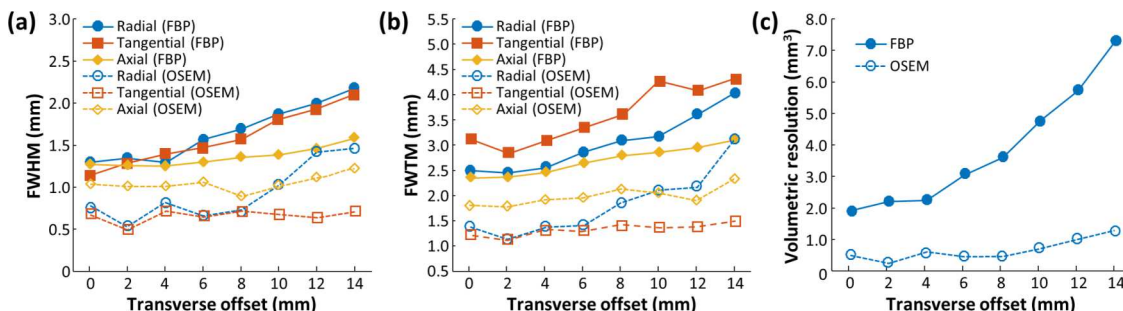 (a)
FWHM (mm)
3.0
2.5
2.0
1.5
1.0
0.5
0
Radial (FBP)
Tangential (FBP)
Axial (FBP)
Radial (OSEM)
Tangential (OSEM)
Axial (OSEM)
0 2 4 6 8 10 12 14
Transverse offset (mm)
(b)
FWTM (mm)
5.5
5.0
4.5
4.0
3.5
3.0
2.5
2.0
1.5
1.0
0.5
Radial (FBP)
Tangential (FBP)
Axial (FBP)
Radial (OSEM)
Tangential (OSEM)
Axial (OSEM)
0 2 4 6 8 10 12 14
Transverse offset (mm)
(c)
Volumetric resolution (mm³)
8.0
7.0
6.0
5.0
4.0
3.0
2.0
1.0
0
FBP
OSEM
0 2 4 6 8 10 12 14
Transverse offset (mm)